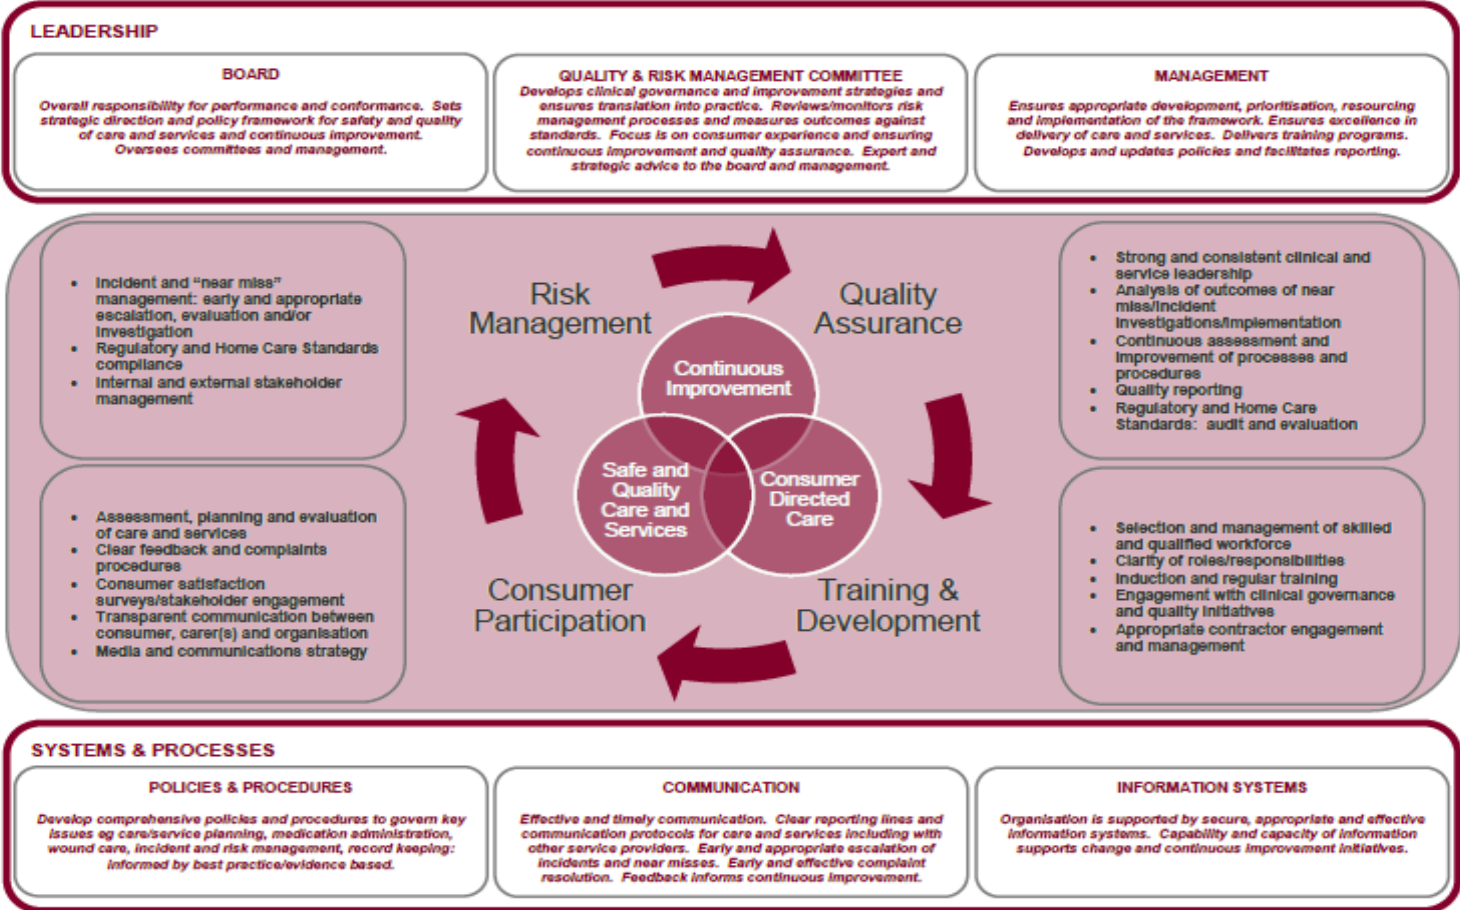 LEADERSHIP
BOARD
Overall responsibility for performance and conformance. Sets
strategic direction and policy framework for safety and quality
of care and services and continuous improvement.
Oversees committees and management.
QUALITY & RISK MANAGEMENT COMMITTEE
Develops clinical governance and improvement strategies and
ensures translation into practice. Reviews/monitors risk
management processes and measures outcomes against
standards. Focus is on consumer experience and ensuring
continuous improvement and quality assurance. Expert and
strategic advice to the board and management.
MANAGEMENT
Ensures appropriate development, prioritisation, resourcing
and implementation of the framework. Ensures excellence in
delivery of care and services. Delivers training programs.
Develops and updates policies and facilitates reporting.
• Incident and “near miss”
management: early and appropriate
escalation, evaluation and/or
investigation
• Regulatory and Home Care Standards
compliance
• Internal and external stakeholder
management
Risk
Management
Quality
Assurance
• Strong and consistent clinical and
service leadership
• Analysis of outcomes of near
miss/incident
investigations/implementation
• Continuous assessment and
improvement of processes and
procedures
• Quality reporting
• Regulatory and Home Care
Standards: audit and evaluation
Continuous
Improvement
Safe and
Quality
Care and
Services
Consumer
Directed
Care
• Assessment, planning and evaluation
of care and services
• Clear feedback and complaints
procedures
• Consumer satisfaction
surveys/stakeholder engagement
• Transparent communication between
consumer, carer(s) and organisation
• Media and communications strategy
Consumer
Participation
Training &
Development
• Selection and management of skilled
and qualified workforce
• Clarity of roles/responsibilities
• Induction and regular training
• Engagement with clinical governance
and quality initiatives
• Appropriate contractor engagement
and management
SYSTEMS & PROCESSES
POLICIES & PROCEDURES
Develop comprehensive policies and procedures to govern key
issues eg care/service planning, medication administration,
wound care, incident and risk management, record keeping:
informed by best practice/evidence based.
COMMUNICATION
Effective and timely communication. Clear reporting lines and
communication protocols for care and services including with
other service providers. Early and appropriate escalation of
incidents and near misses. Early and effective complaint
resolution. Feedback informs continuous improvement.
INFORMATION SYSTEMS
Organisation is supported by secure, appropriate and effective
information systems. Capability and capacity of information
supports change and continuous improvement initiatives.